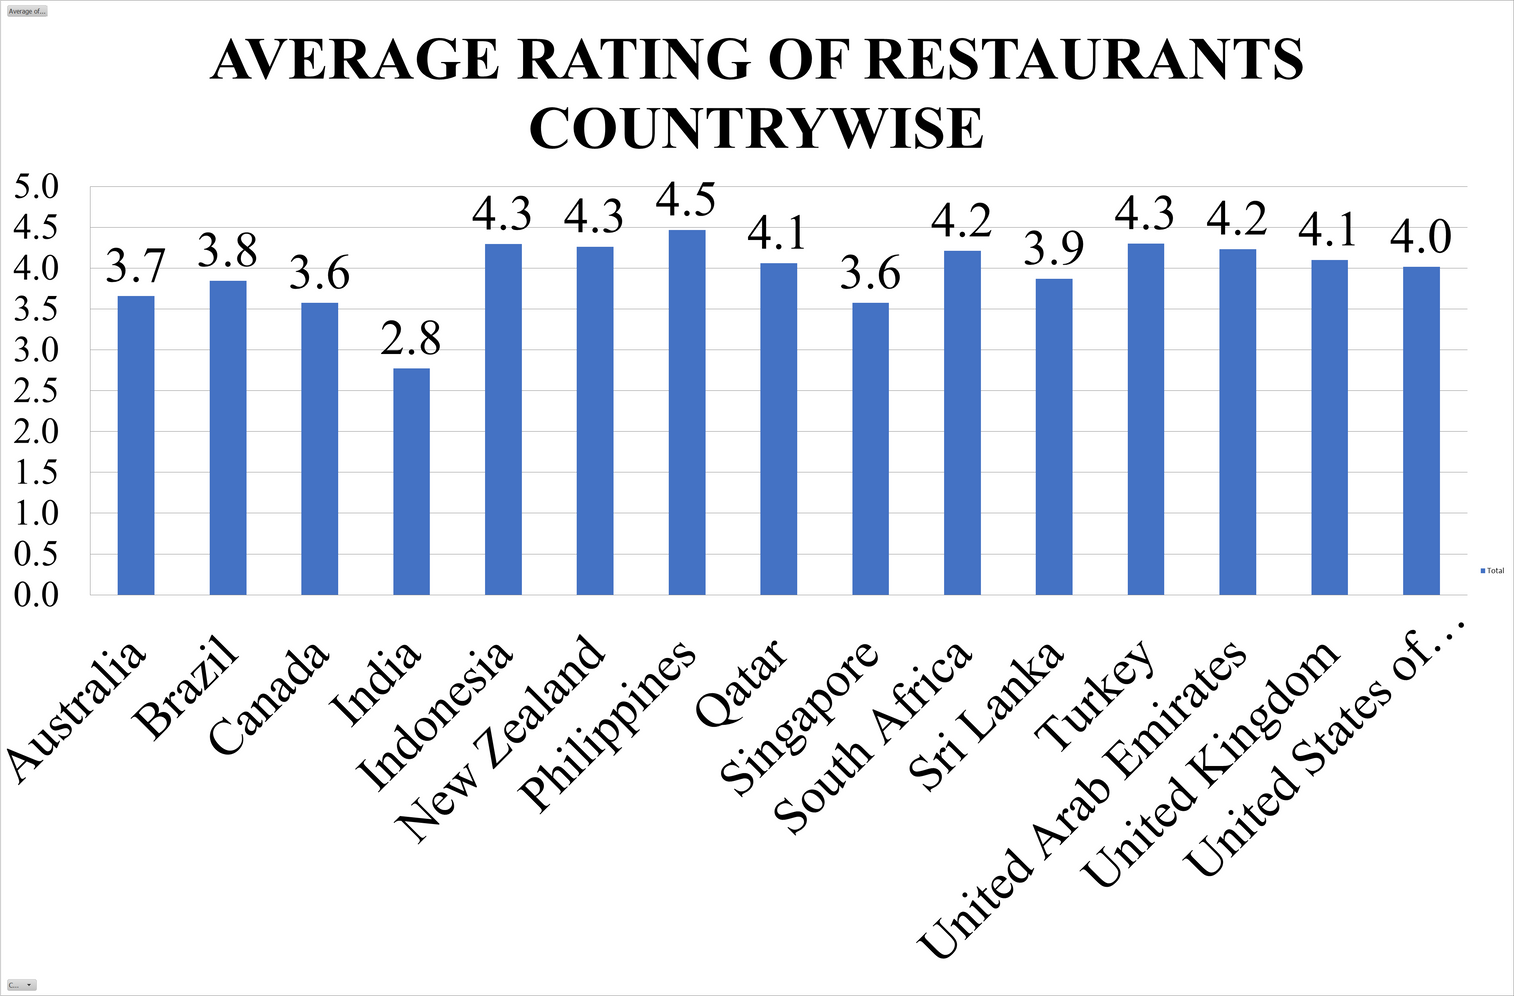 Average of...
AVERAGE RATING OF RESTAURANTS
COUNTRYWISE
5.0
4.5
4.0
3.5
3.0
2.5
2.0
1.5
1.0
0.5
0.0
3.7
3.8
3.6
2.8
4.3
4.3
4.5
4.1
3.6
4.2
3.9
4.3
4.2
4.1
4.0
Total
Australia
Brazil
Canada
India
Indonesia
New Zealand
Philippines
Qatar
Singapore
South Africa
Sri Lanka
Turkey
United Arab Emirates
United Kingdom
United States of...
C...